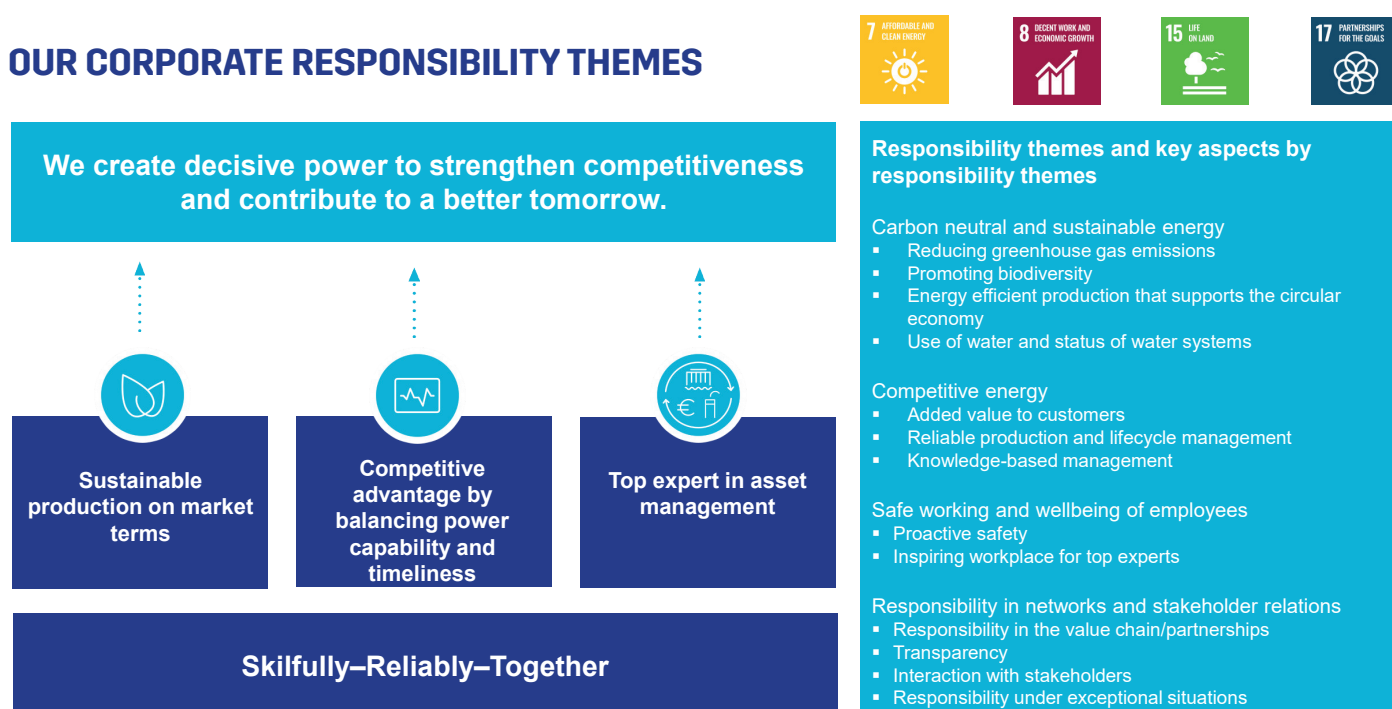 OUR CORPORATE RESPONSIBILITY THEMES
7 AFFORDABLE AND
CLEAN ENERGY
8 DECENT WORK AND
ECONOMIC GROWTH
15 LIFE
ON LAND
17 PARTNERSHIPS
FOR THE GOALS
We create decisive power to strengthen competitiveness
and contribute to a better tomorrow.
Sustainable
production on market
terms
Competitive
advantage by
balancing power
capability and
timeliness
€
Top expert in asset
management
Skilfully–Reliably–Together
Responsibility themes and key aspects by
responsibility themes
Carbon neutral and sustainable energy
▪ Reducing greenhouse gas emissions
▪ Promoting biodiversity
▪ Energy efficient production that supports the circular
economy
▪ Use of water and status of water systems
Competitive energy
▪ Added value to customers
▪ Reliable production and lifecycle management
▪ Knowledge-based management
Safe working and wellbeing of employees
▪ Proactive safety
▪ Inspiring workplace for top experts
Responsibility in networks and stakeholder relations
▪ Responsibility in the value chain/partnerships
▪ Transparency
▪ Interaction with stakeholders
▪ Responsibility under exceptional situations